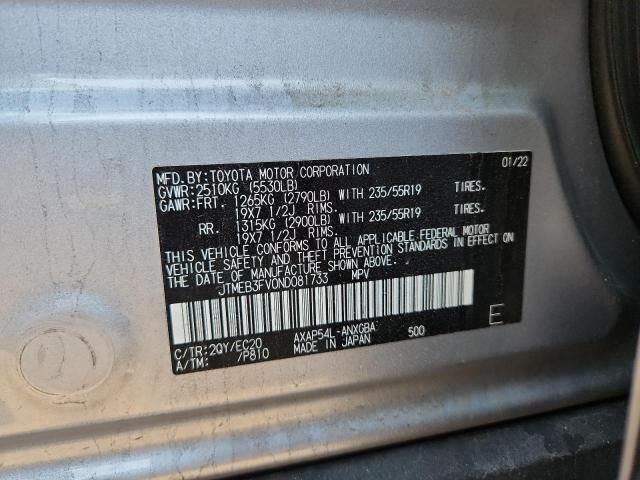 MFD.BY:TOYOTA MOTOR CORPORATION 01/22
GVWR:2510KG (5530LB)
GAWR:FRT. 1265KG (2790LB) WITH 235/55R19 TIRES.
19X7 1/2J RIMS.
RR. 1315KG (2900LB) WITH 235/55R19 TIRES.
19X7 1/2J RIMS.
THIS VEHICLE CONFORMS TO ALL APPLICABLE FEDERAL MOTOR
VEHICLE SAFETY AND THEFT PREVENTION STANDARDS IN EFFECT ON
THE DATE OF MANUFACTURE SHOWN ABOVE.
JTMEB3FV0ND081733 MPV
C/TR:2QY/EC20 AXAP54L-ANXGBA 500 E
A/TM: /P810 MADE IN JAPAN